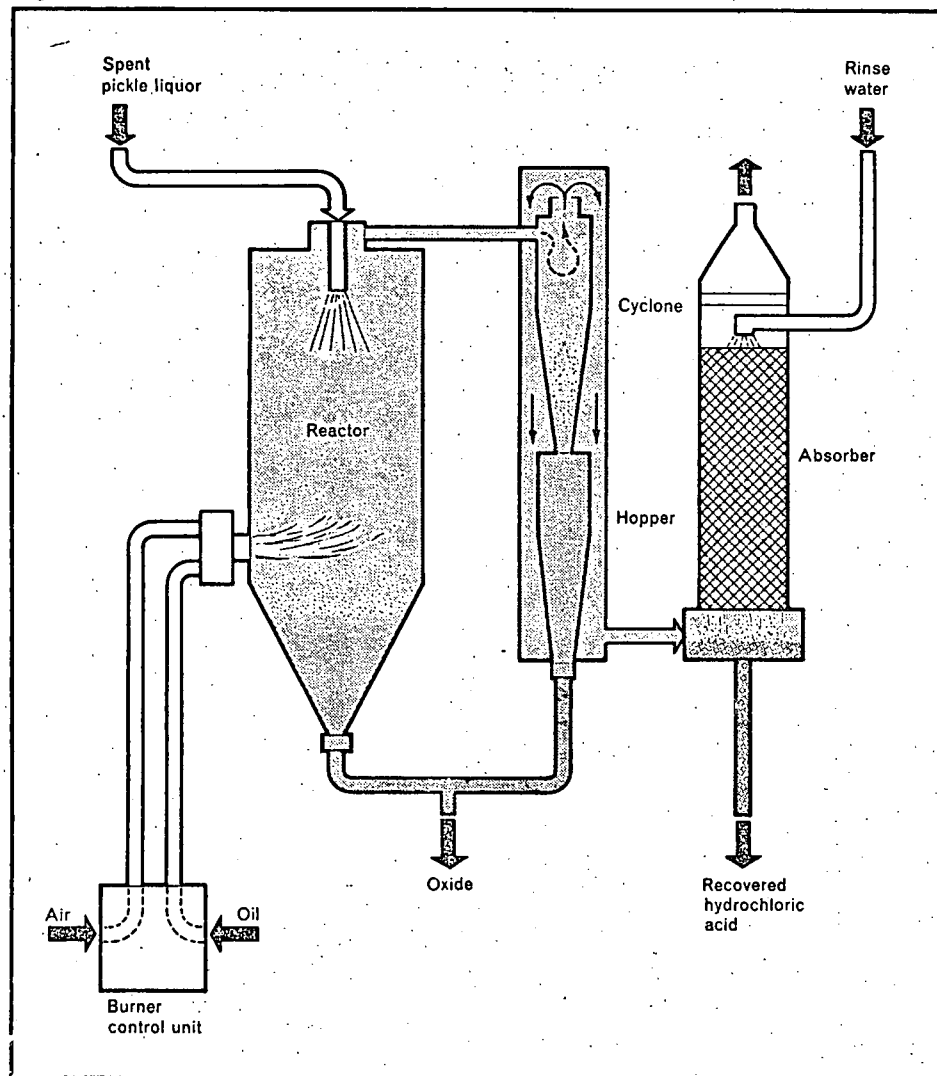 Spent
pickle liquor
Rinse
water
Cyclone
Reactor
Absorber
Hopper
Oxide
Recovered
hydrochloric
acid
Air
Oil
Burner
control unit